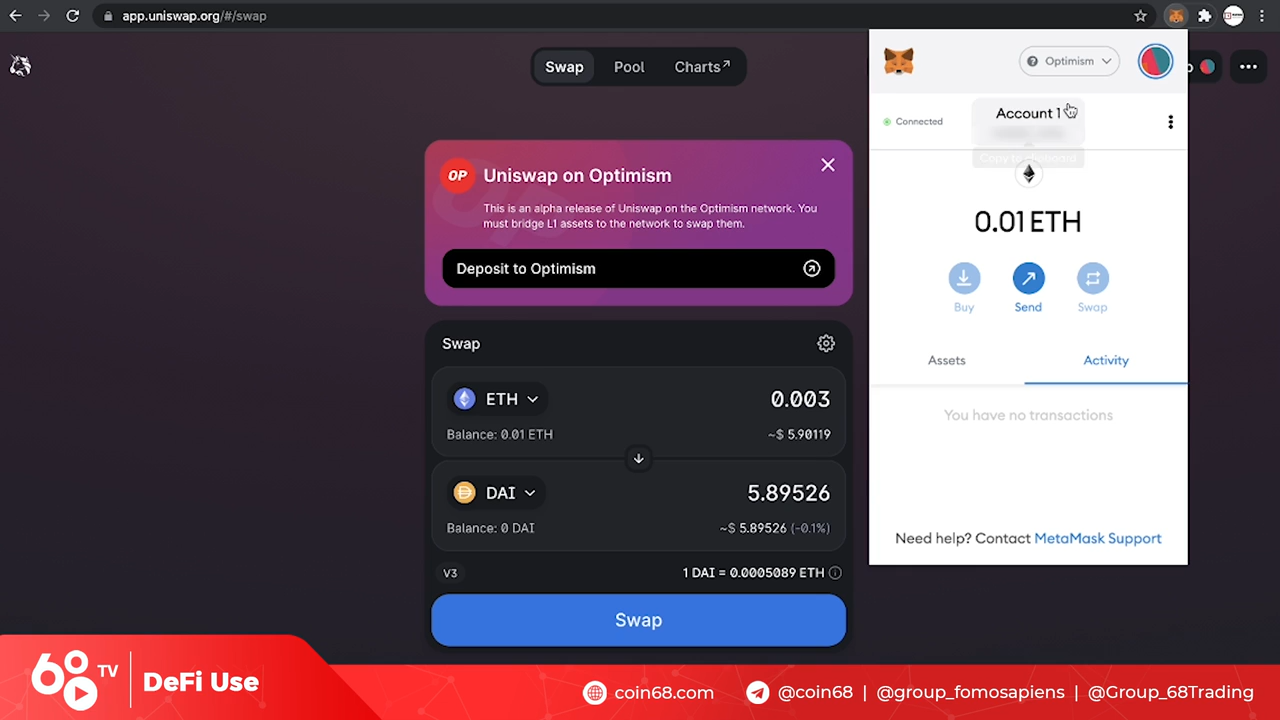 app.uniswap.org/#/swap
Swap
Pool
Charts↗
Optimism
Connected
Account 1
Copy to clipboard
0.01 ETH
Buy
Send
Swap
Assets
Activity
You have no transactions
Need help? Contact MetaMask Support
OP
Uniswap on Optimism
This is an alpha release of Uniswap on the Optimism network. You
must bridge L1 assets to the network to swap them.
Deposit to Optimism
Swap
ETH
0.003
Balance: 0.01 ETH
~$ 5.90119
DAI
5.89526
Balance: 0 DAI
~$ 5.89526 (-0.1%)
V3
1 DAI = 0.0005089 ETH
Swap
68 TV
DeFi Use
coin68.com
@coin68 | @group_fomosapiens | @Group_68Trading